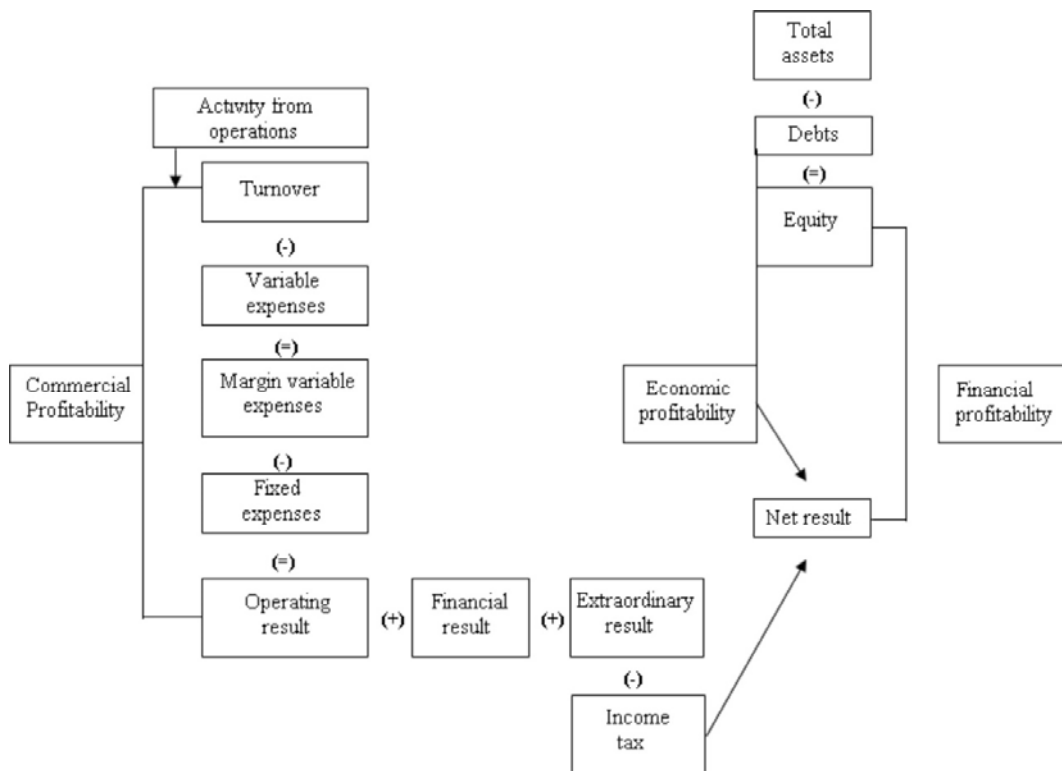 Total
assets
(-)
Debts
(=)
Equity
Activity from
operations
Turnover
(-)
Variable
expenses
(=)
Margin variable
expenses
(-)
Fixed
expenses
(=)
Commercial
Profitability
Economic
profitability
Financial
profitability
Net result
Operating
result
(+)
Financial
result
(+)
Extraordinary
result
(-)
Income
tax